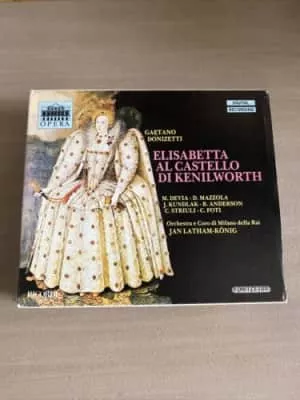 OPERA
DIGITAL
RECORDING
GAETANO
DONIZETTI
ELISABETTA
AL CASTELLO
DI KENILWORTH
M. DEVIA · D. MAZZOLA
J. KUNDLAK · B. ANDERSON
C. STRIULI · C. FOTI
Orchestra e Coro di Milano della Rai
JAN LATHAM-KÖNIG
RICORDI